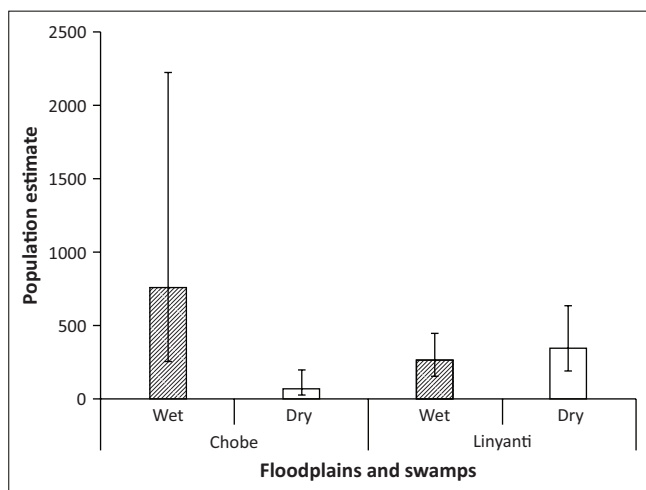 2500
2000
1500
1000
500
0
Population estimate
Wet Dry Wet Dry
Chobe Linyanti
Floodplains and swamps